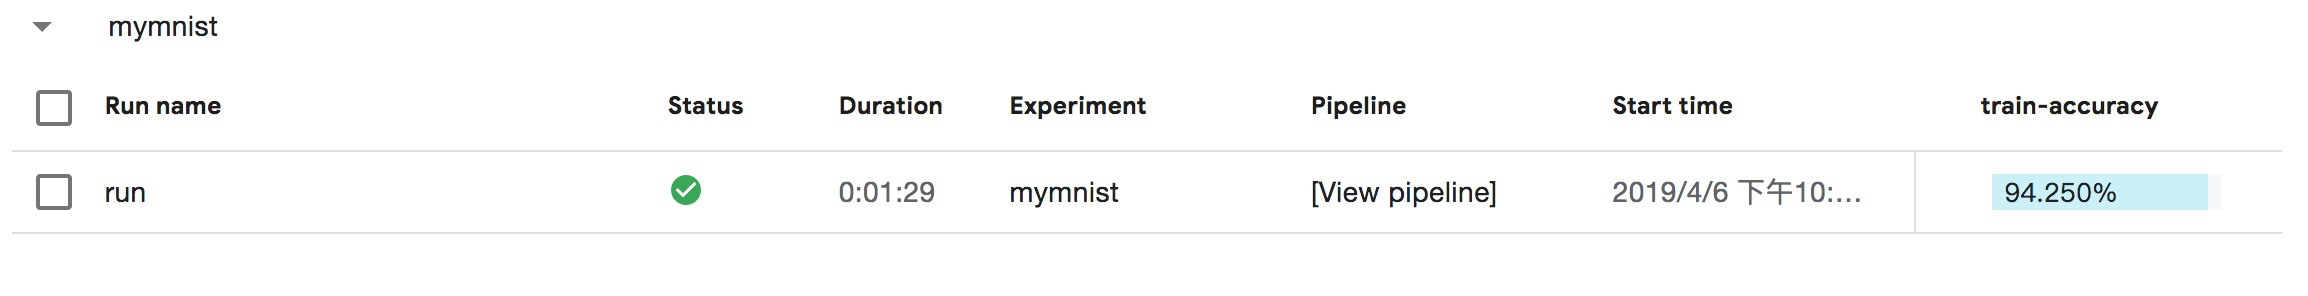 mymnist
Run name Status Duration Experiment Pipeline Start time train-accuracy
run 0:01:29 mymnist [View pipeline] 2019/4/6 下午10:... 94.250%